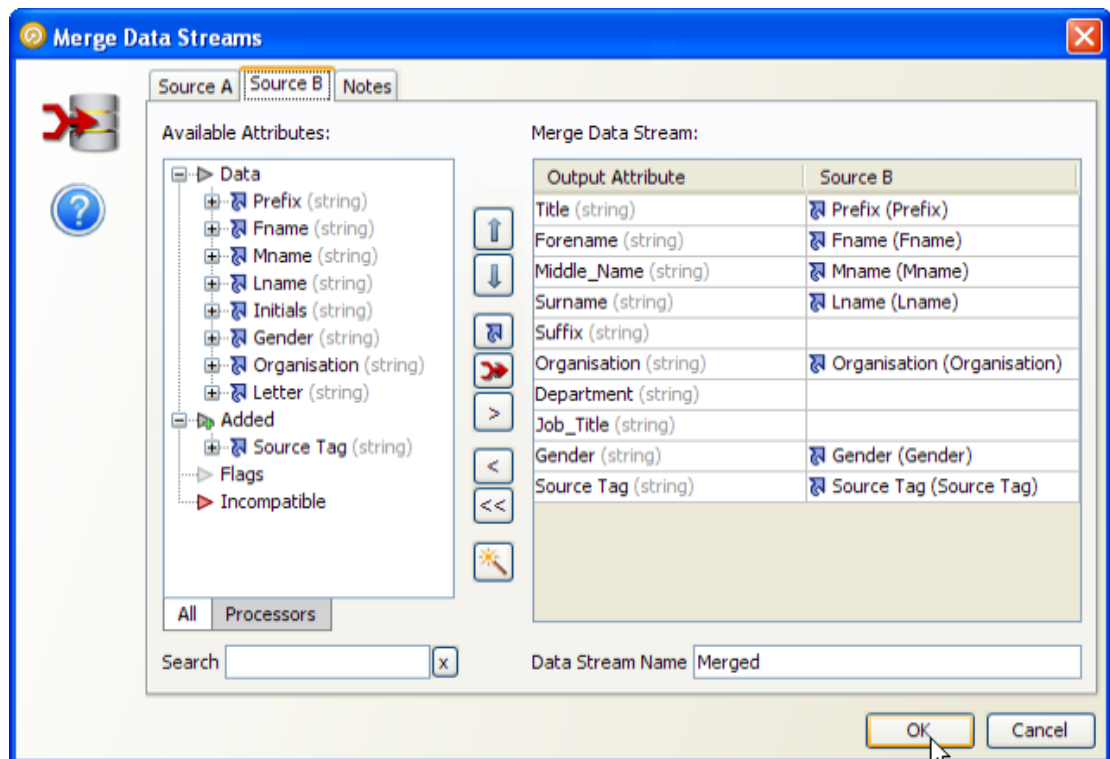 Merge Data Streams
Source A Source B Notes
Available Attributes:
Data
Prefix (string)
Fname (string)
Mname (string)
Lname (string)
Initials (string)
Gender (string)
Organisation (string)
Letter (string)
Added
Source Tag (string)
Flags
Incompatible
All Processors
Search x
>
<
<<
Merge Data Stream:
Output Attribute Source B
Title (string) Prefix (Prefix)
Forename (string) Fname (Fname)
Middle_Name (string) Mname (Mname)
Surname (string) Lname (Lname)
Suffix (string)
Organisation (string) Organisation (Organisation)
Department (string)
Job_Title (string)
Gender (string) Gender (Gender)
Source Tag (string) Source Tag (Source Tag)
Data Stream Name Merged
OK Cancel